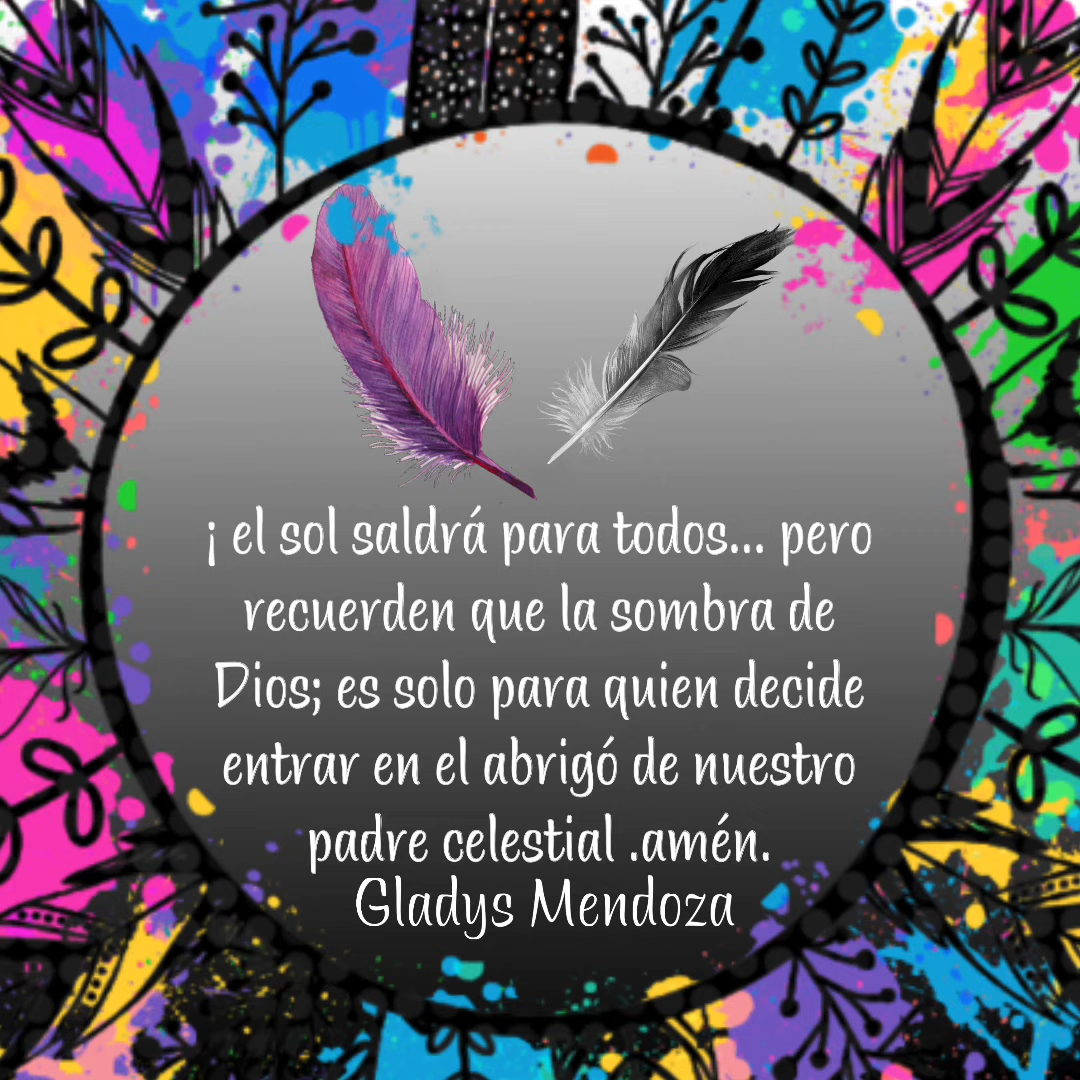 ¡ el sol saldrá para todos... pero
recuerden que la sombra de
Dios; es solo para quien decide
entrar en el abrigó de nuestro
padre celestial .amén.
Gladys Mendoza